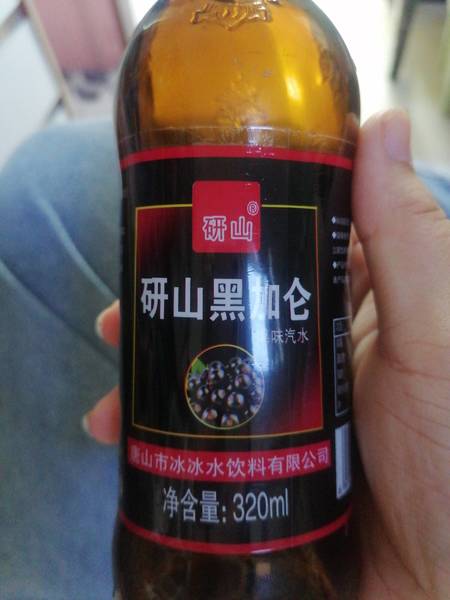 研山®
研山黑加仑
味汽水
唐山市冰冰水饮料有限公司
净含量:320ml